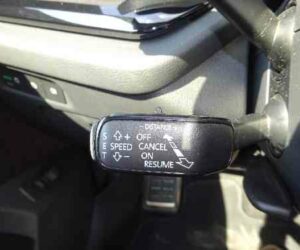 DISTANCE
S E T
SPEED
OFF
CANCEL
ON
RESUME